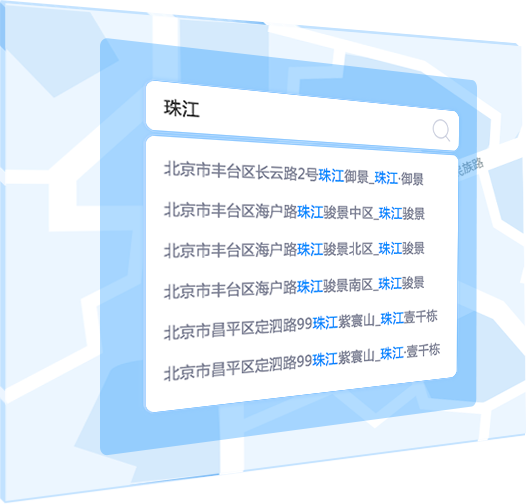 珠江
北京市丰台区长云路2号珠江御景_珠江·御景
北京市丰台区海户路珠江骏景中区_珠江骏景
北京市丰台区海户路珠江骏景北区_珠江骏景
北京市丰台区海户路珠江骏景南区_珠江骏景
北京市昌平区定泗路99珠江紫寰山_珠江壹千栋
北京市昌平区定泗路99珠江紫寰山_珠江·壹千栋
族路